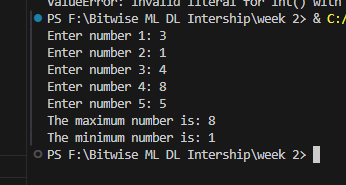 ValueError: invalid literal for int() with
PS F:\Bitwise ML DL Intership\week 2> & C:/
Enter number 1: 3
Enter number 2: 1
Enter number 3: 4
Enter number 4: 8
Enter number 5: 5
The maximum number is: 8
The minimum number is: 1
PS F:\Bitwise ML DL Intership\week 2>